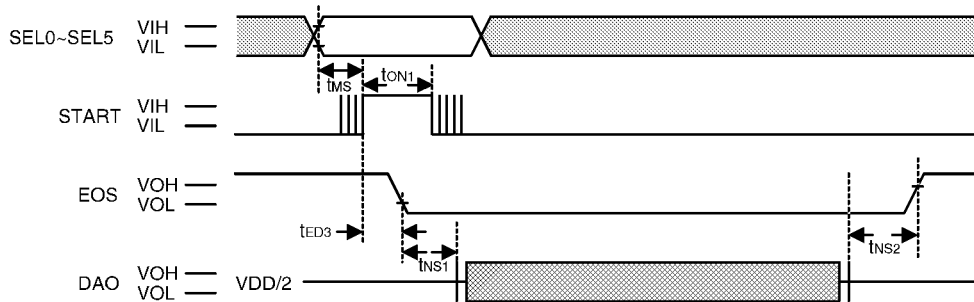 SEL0~SEL5 VIH
VIL
tMS tON1
START VIH
VIL
EOS VOH
VOL
tED3 tNS1 tNS2
DAO VOH
VOL
VDD/2